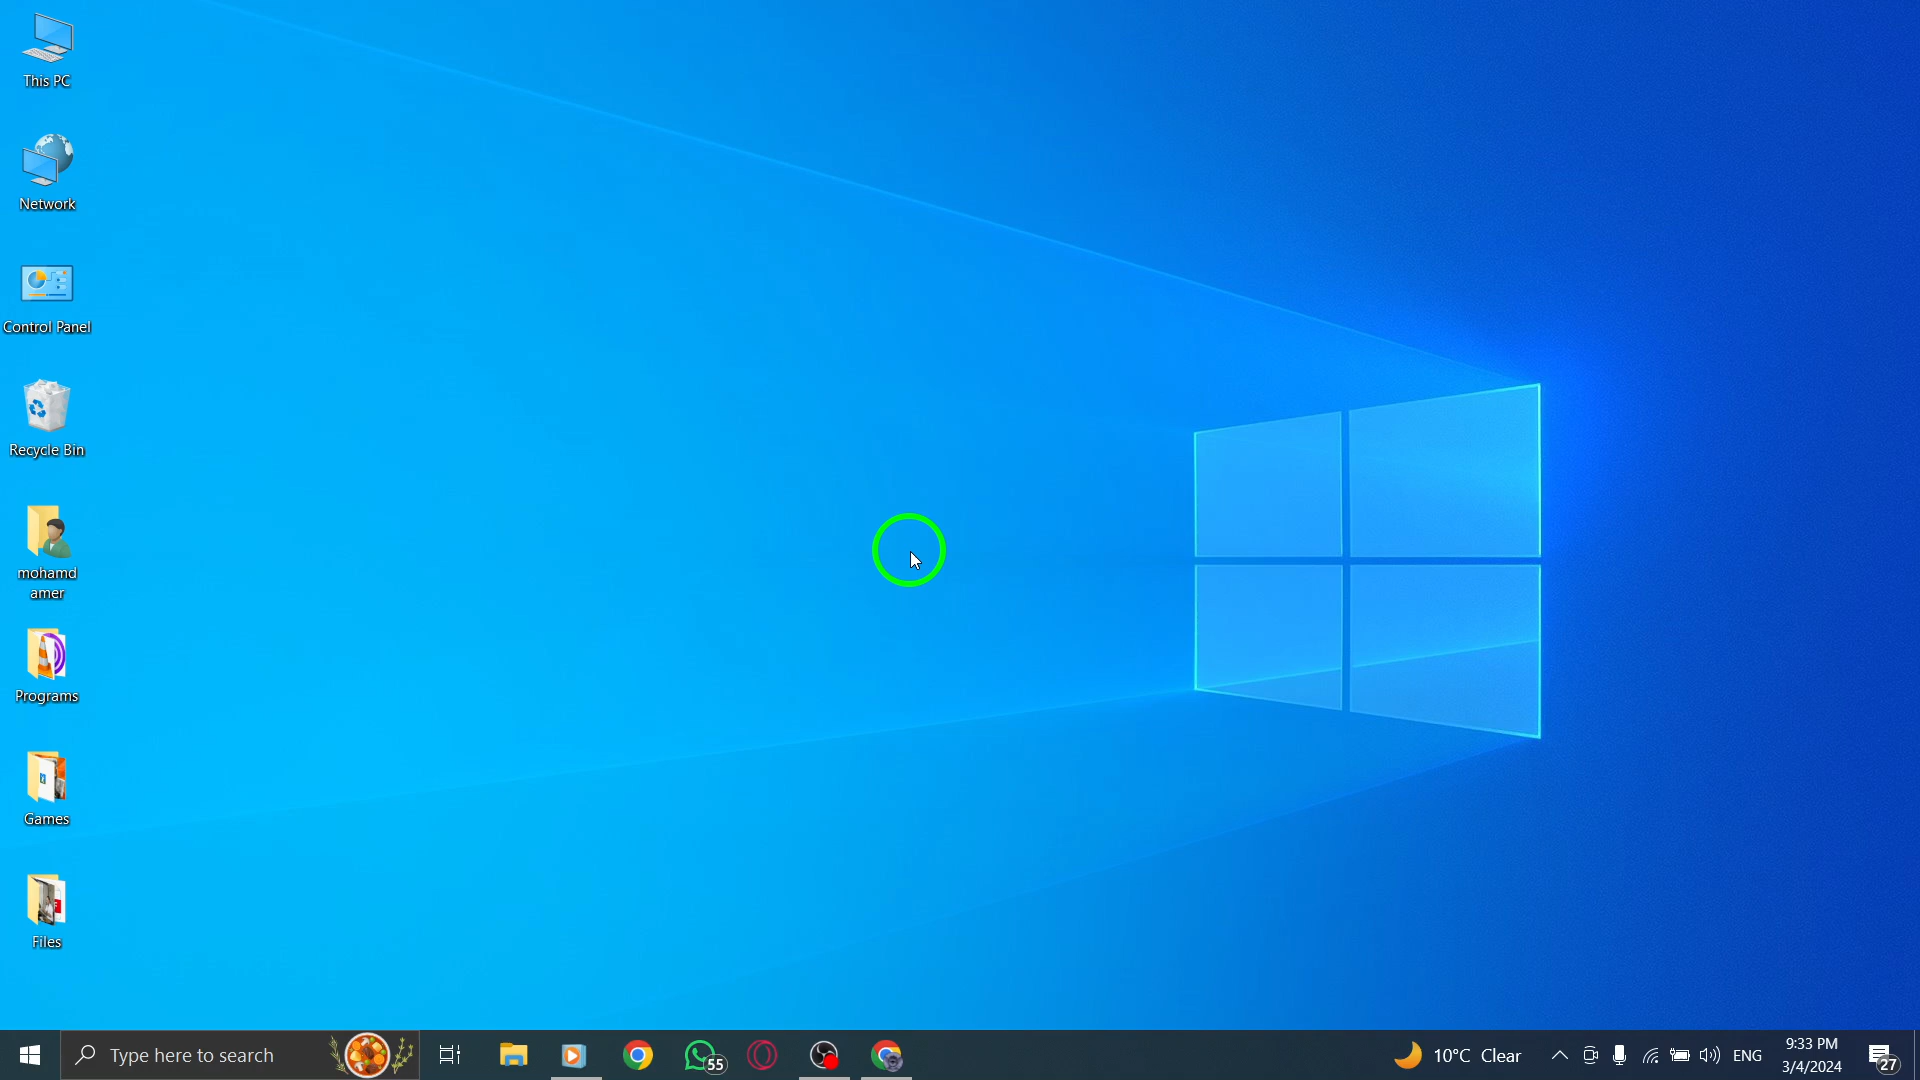 This PC
Network
Control Panel
Recycle Bin
mohamd
amer
Programs
Games
Files
Type here to search
55
10°C Clear
ENG
9:33 PM
3/4/2024
27